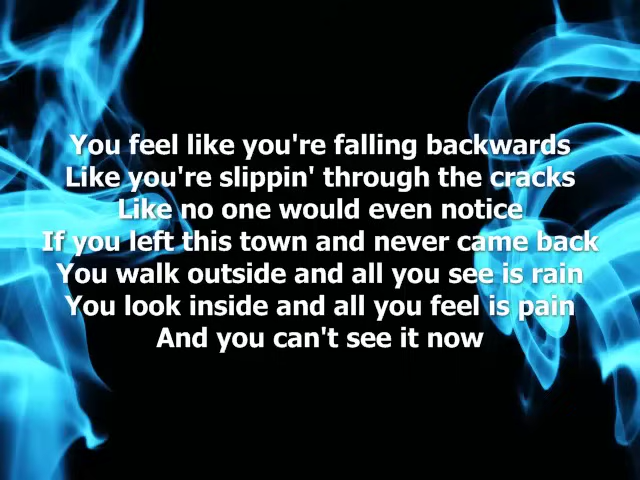 You feel like you're falling backwards
Like you're slippin' through the cracks
Like no one would even notice
If you left this town and never came back
You walk outside and all you see is rain
You look inside and all you feel is pain
And you can't see it now